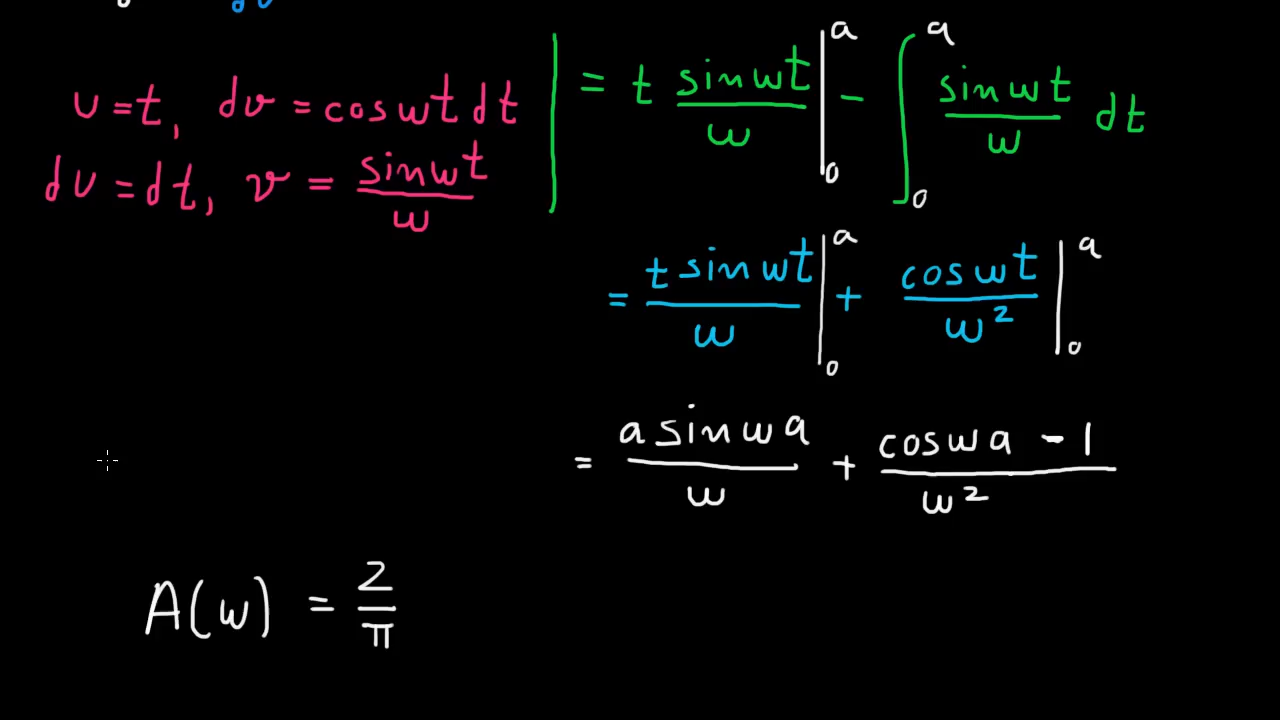 u = t, dv = cos wt dt
du = dt, v = sin wt / w
= t sin wt / w |₀ᵃ − ∫₀ᵃ sin wt / w dt
= t sin wt / w |₀ᵃ + cos wt / w² |₀ᵃ
= a sin wa / w + cos wa - 1 / w²
A(w) = 2 / π